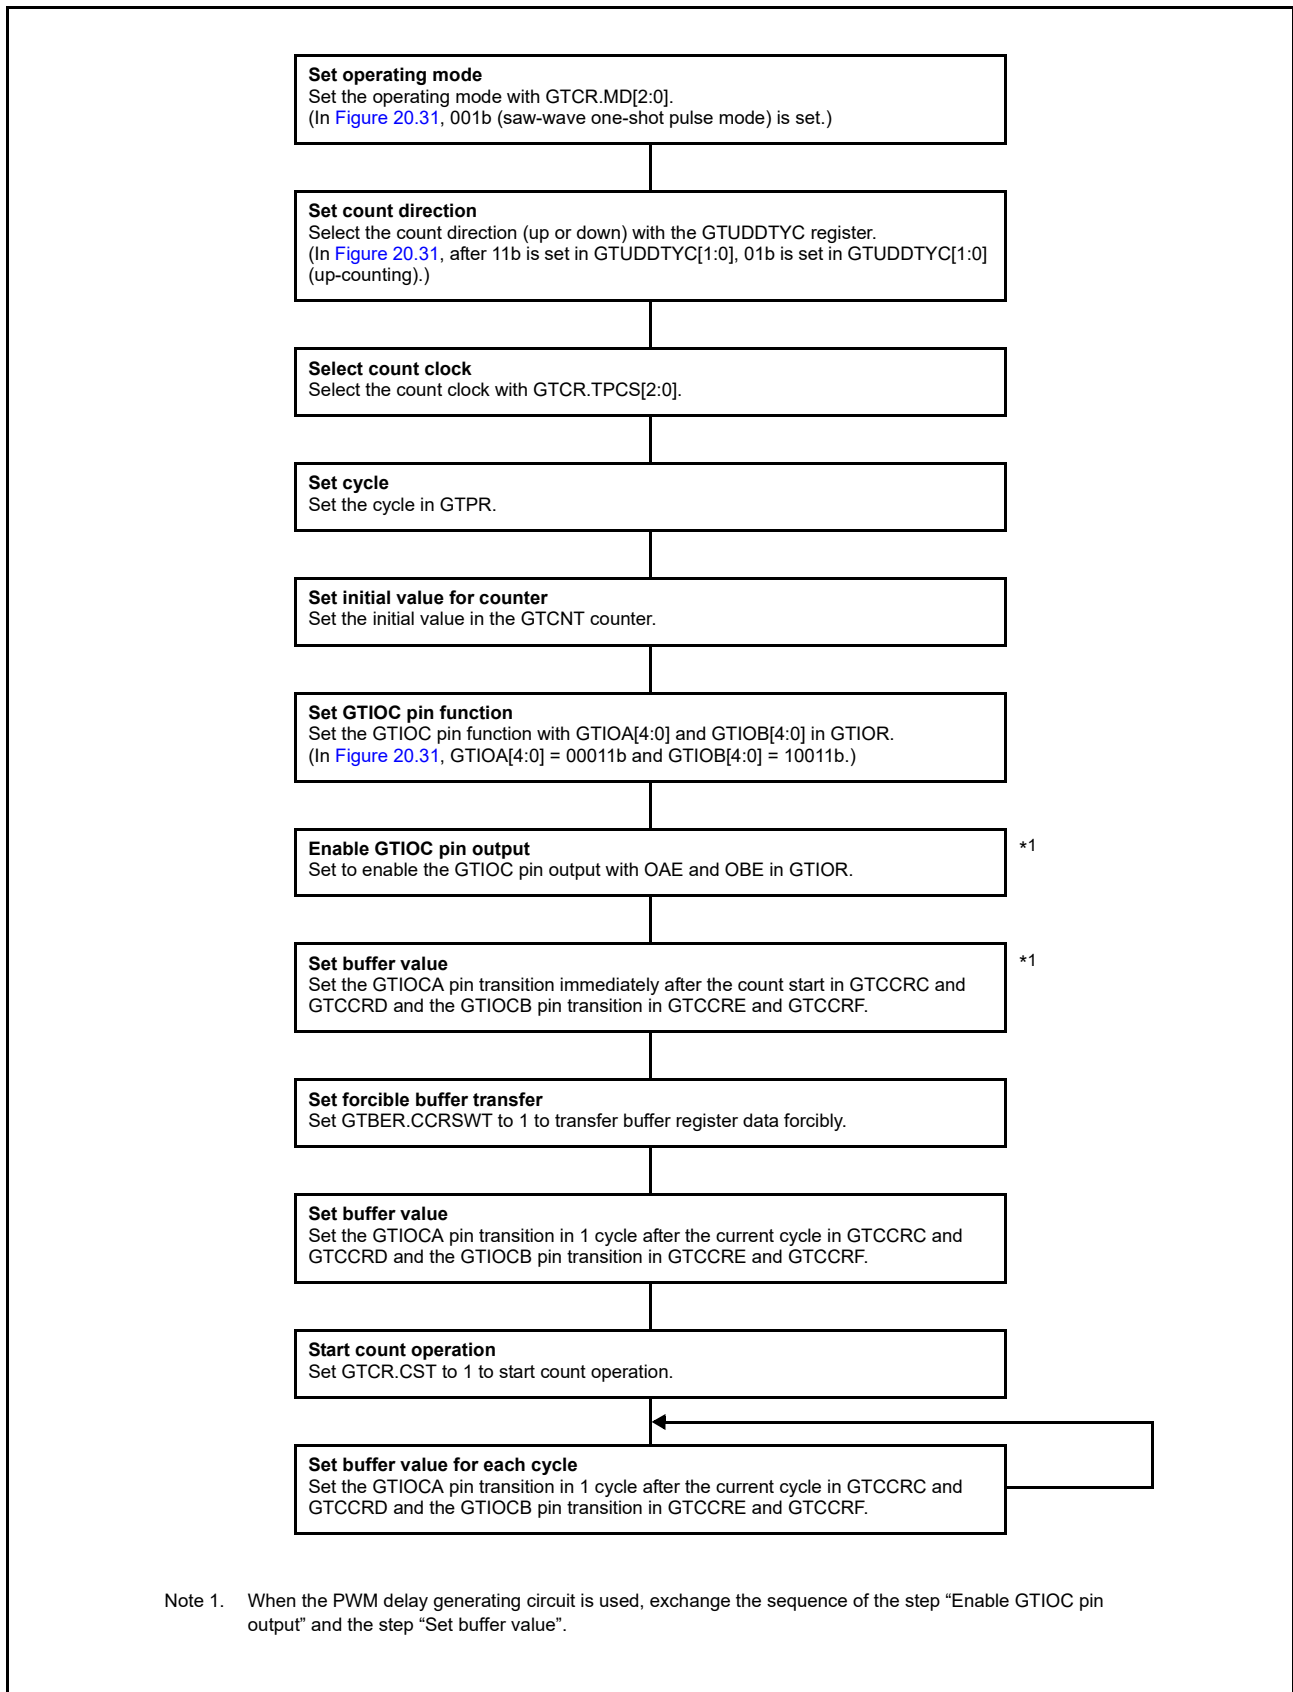 Set operating mode
Set the operating mode with GTCR.MD[2:0].
(In Figure 20.31, 001b (saw-wave one-shot pulse mode) is set.)
Set count direction
Select the count direction (up or down) with the GTUDDTYC register.
(In Figure 20.31, after 11b is set in GTUDDTYC[1:0], 01b is set in GTUDDTYC[1:0]
(up-counting).)
Select count clock
Select the count clock with GTCR.TPCS[2:0].
Set cycle
Set the cycle in GTPR.
Set initial value for counter
Set the initial value in the GTCNT counter.
Set GTIOC pin function
Set the GTIOC pin function with GTIOA[4:0] and GTIOB[4:0] in GTIOR.
(In Figure 20.31, GTIOA[4:0] = 00011b and GTIOB[4:0] = 10011b.)
Enable GTIOC pin output
Set to enable the GTIOC pin output with OAE and OBE in GTIOR.
*1
Set buffer value
Set the GTIOCA pin transition immediately after the count start in GTCCRC and
GTCCRD and the GTIOCB pin transition in GTCCRE and GTCCRF.
*1
Set forcible buffer transfer
Set GTBER.CCRSWT to 1 to transfer buffer register data forcibly.
Set buffer value
Set the GTIOCA pin transition in 1 cycle after the current cycle in GTCCRC and
GTCCRD and the GTIOCB pin transition in GTCCRE and GTCCRF.
Start count operation
Set GTCR.CST to 1 to start count operation.
Set buffer value for each cycle
Set the GTIOCA pin transition in 1 cycle after the current cycle in GTCCRC and
GTCCRD and the GTIOCB pin transition in GTCCRE and GTCCRF.
Note 1. When the PWM delay generating circuit is used, exchange the sequence of the step “Enable GTIOC pin
output” and the step “Set buffer value”.